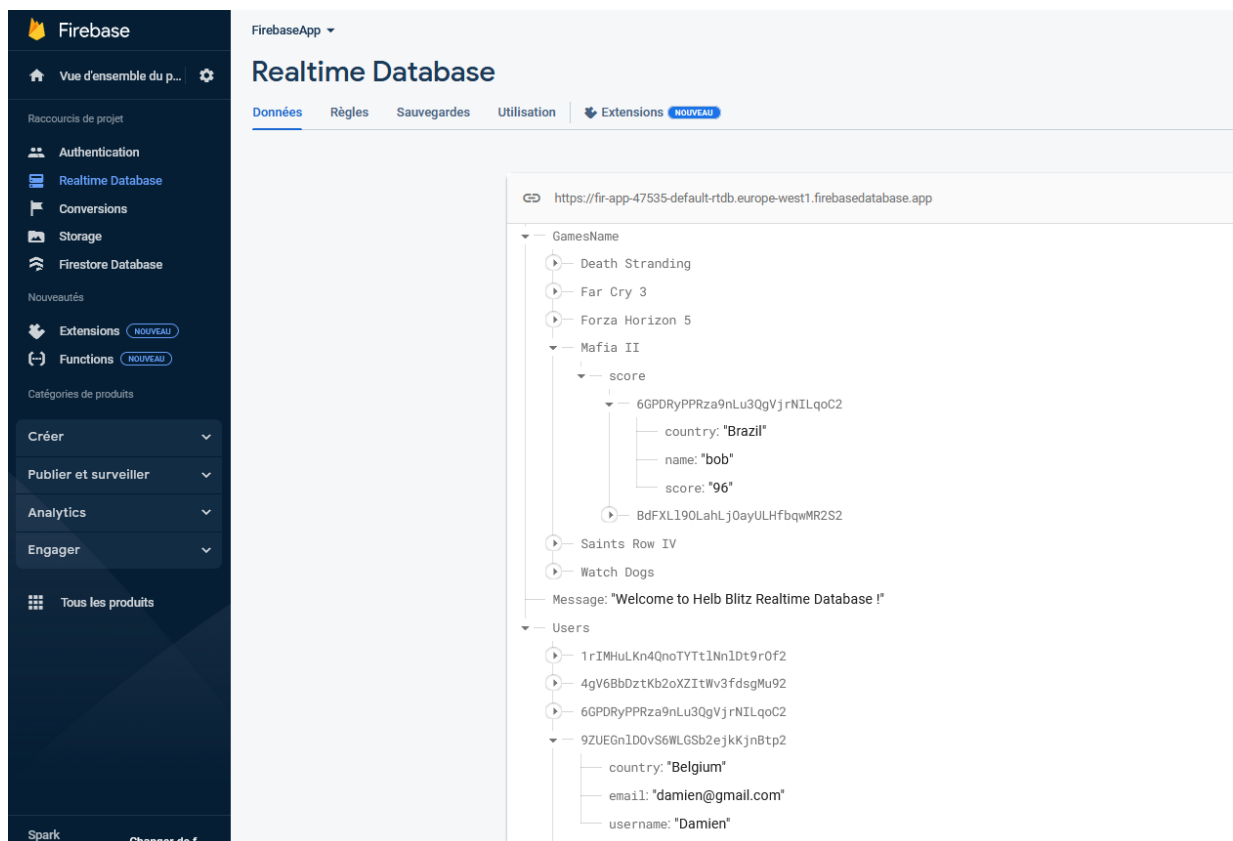 Firebase
FirebaseApp
Vue d'ensemble du p...
Realtime Database
Données Règles Sauvegardes Utilisation Extensions NOUVEAU
Raccourcis de projet
Authentication
Realtime Database
Conversions
Storage
Firestore Database
Nouveautés
Extensions NOUVEAU
Functions NOUVEAU
Catégories de produits
Créer
Publier et surveiller
Analytics
Engager
Tous les produits
Spark
https://fir-app-47535-default-rtdb.europe-west1.firebasedatabase.app
GamesName
Death Stranding
Far Cry 3
Forza Horizon 5
Mafia II
score
6GPDRyPPRza9nLu3QgVjrNILqoC2
country: "Brazil"
name: "bob"
score: "96"
BdFXLl9OLahLjOayULHfbqwMR2S2
Saints Row IV
Watch Dogs
Message: "Welcome to Helb Blitz Realtime Database !"
Users
1rIMHuLKn4QnoTYTtlNnlDt9rOf2
4gV6BbDztKb2oXZItWv3fdsgMu92
6GPDRyPPRza9nLu3QgVjrNILqoC2
9ZUEGnlDOvS6WLGSb2ejkKjnBtp2
country: "Belgium"
email: "damien@gmail.com"
username: "Damien"